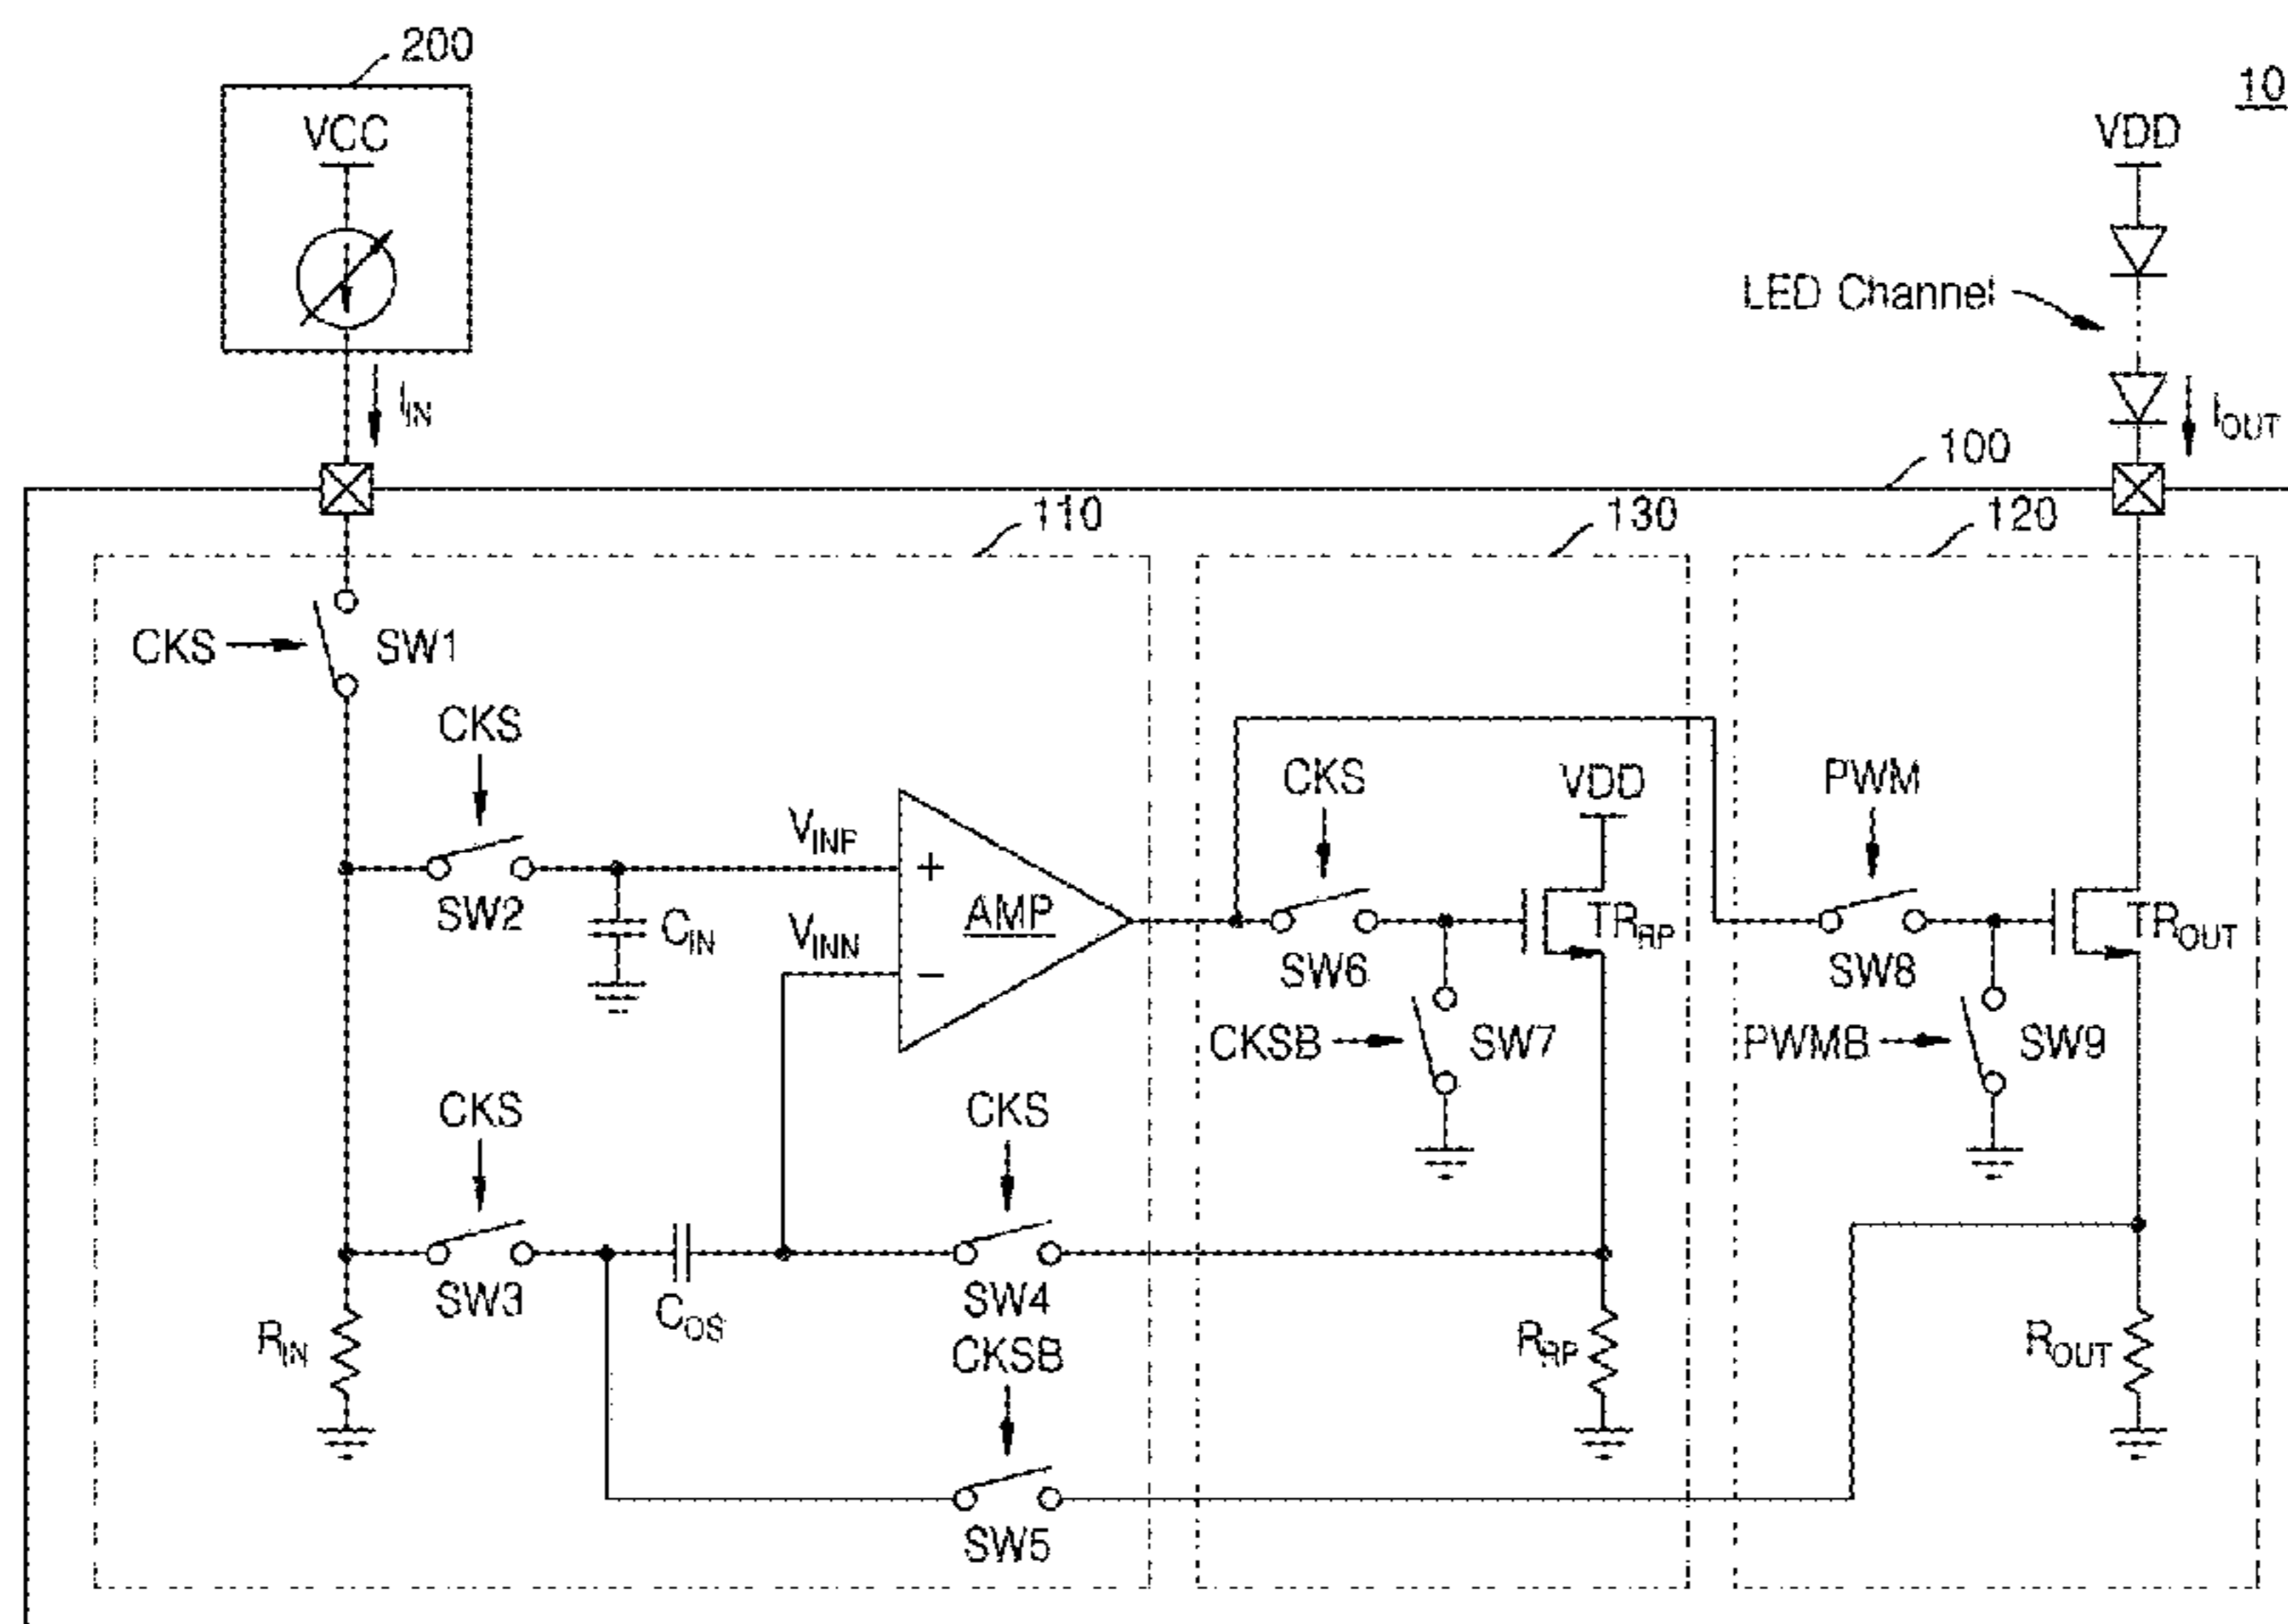 200
10
VCC
VDD
LED Channel
I_IN
I_OUT
100
110
130
120
CKS
SW1
CKS
SW2
C_IN
V_INP
V_INN
+
AMP
−
CKS
SW6
CKSB
SW7
VDD
TR_RP
PWM
SW8
PWMB
SW9
TR_OUT
CKS
SW3
C_OS
CKS
SW4
CKSB
SW5
R_IN
R_RP
R_OUT